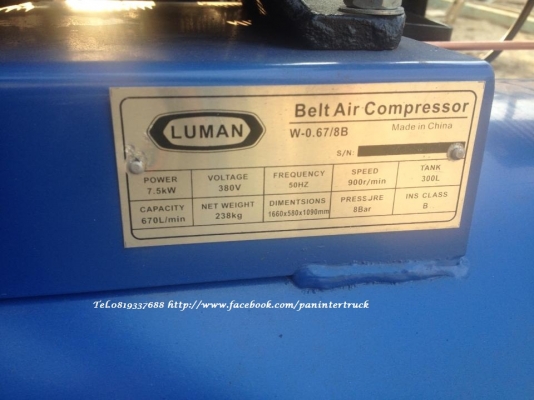 LUMAN
Belt Air Compressor
W-0.67/8B
Made in China
S/N:
POWER 7.5kW
VOLTAGE 380V
FREQUENCY 50HZ
SPEED 900r/min
TANK 300L
CAPACITY 670L/min
NET WEIGHT 238kg
DIMENTSIONS 1660x580x1090mm
PRESSJRE 8Bar
INS CLASS B
Tel.0819337688 http://www.facebook.com/panintertruck